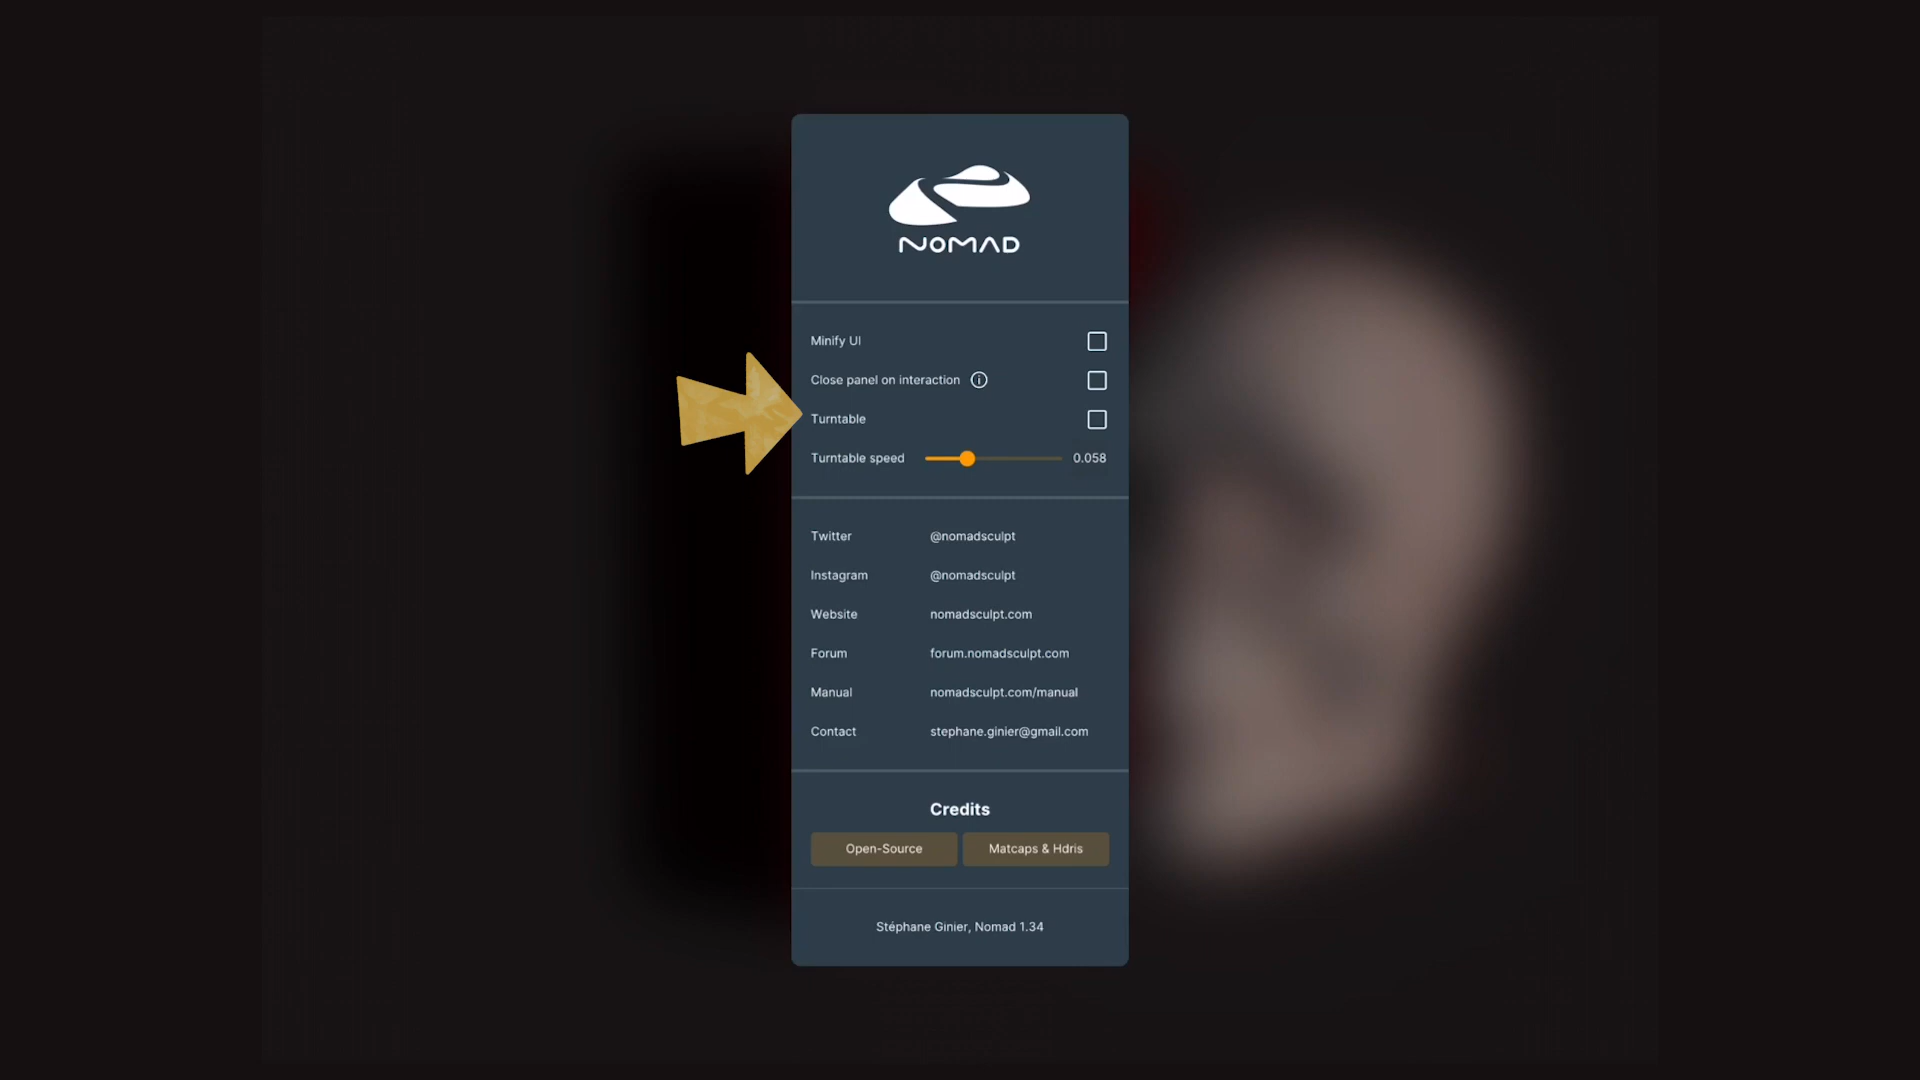 NOMAD
Minify UI
Close panel on interaction
Turntable
Turntable speed 0.058
Twitter @nomadsculpt
Instagram @nomadsculpt
Website nomadsculpt.com
Forum forum.nomadsculpt.com
Manual nomadsculpt.com/manual
Contact stephane.ginier@gmail.com
Credits
Open-Source Matcaps & Hdris
Stéphane Ginier, Nomad 1.34